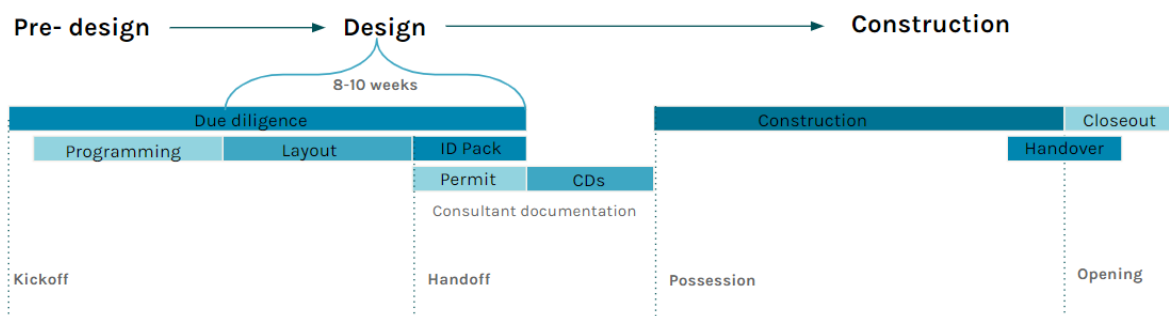 Pre- design
Design
Construction
8-10 weeks
Due diligence
Construction
Closeout
Programming
Layout
ID Pack
Handover
Permit
CDs
Consultant documentation
Kickoff
Handoff
Possession
Opening